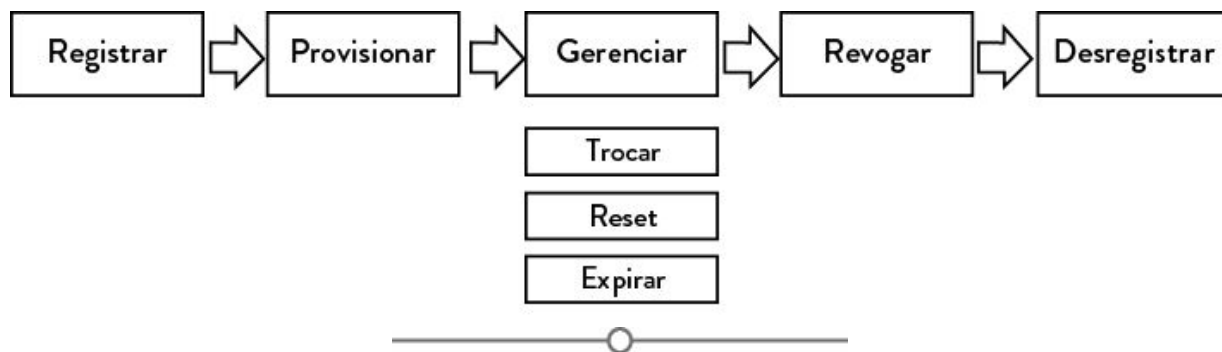 Registrar
Provisionar
Gerenciar
Revogar
Desregistrar
Trocar
Reset
Expirar